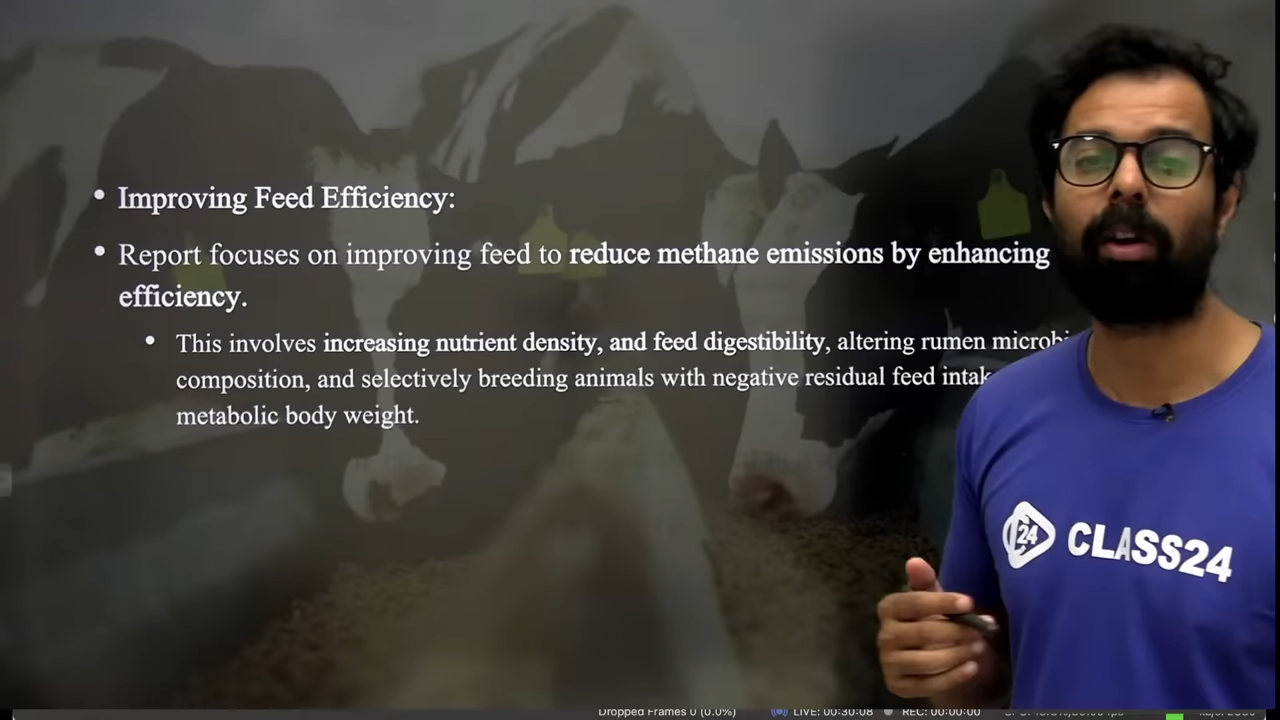 • Improving Feed Efficiency:
• Report focuses on improving feed to reduce methane emissions by enhancing
efficiency.
• This involves increasing nutrient density, and feed digestibility, altering rumen
composition, and selectively breeding animals with negative residual feed
metabolic body weight.
24 CLASS24
Dropped Frames 0 (0.0%) LIVE: 00:30:08 REC: 00:00:00